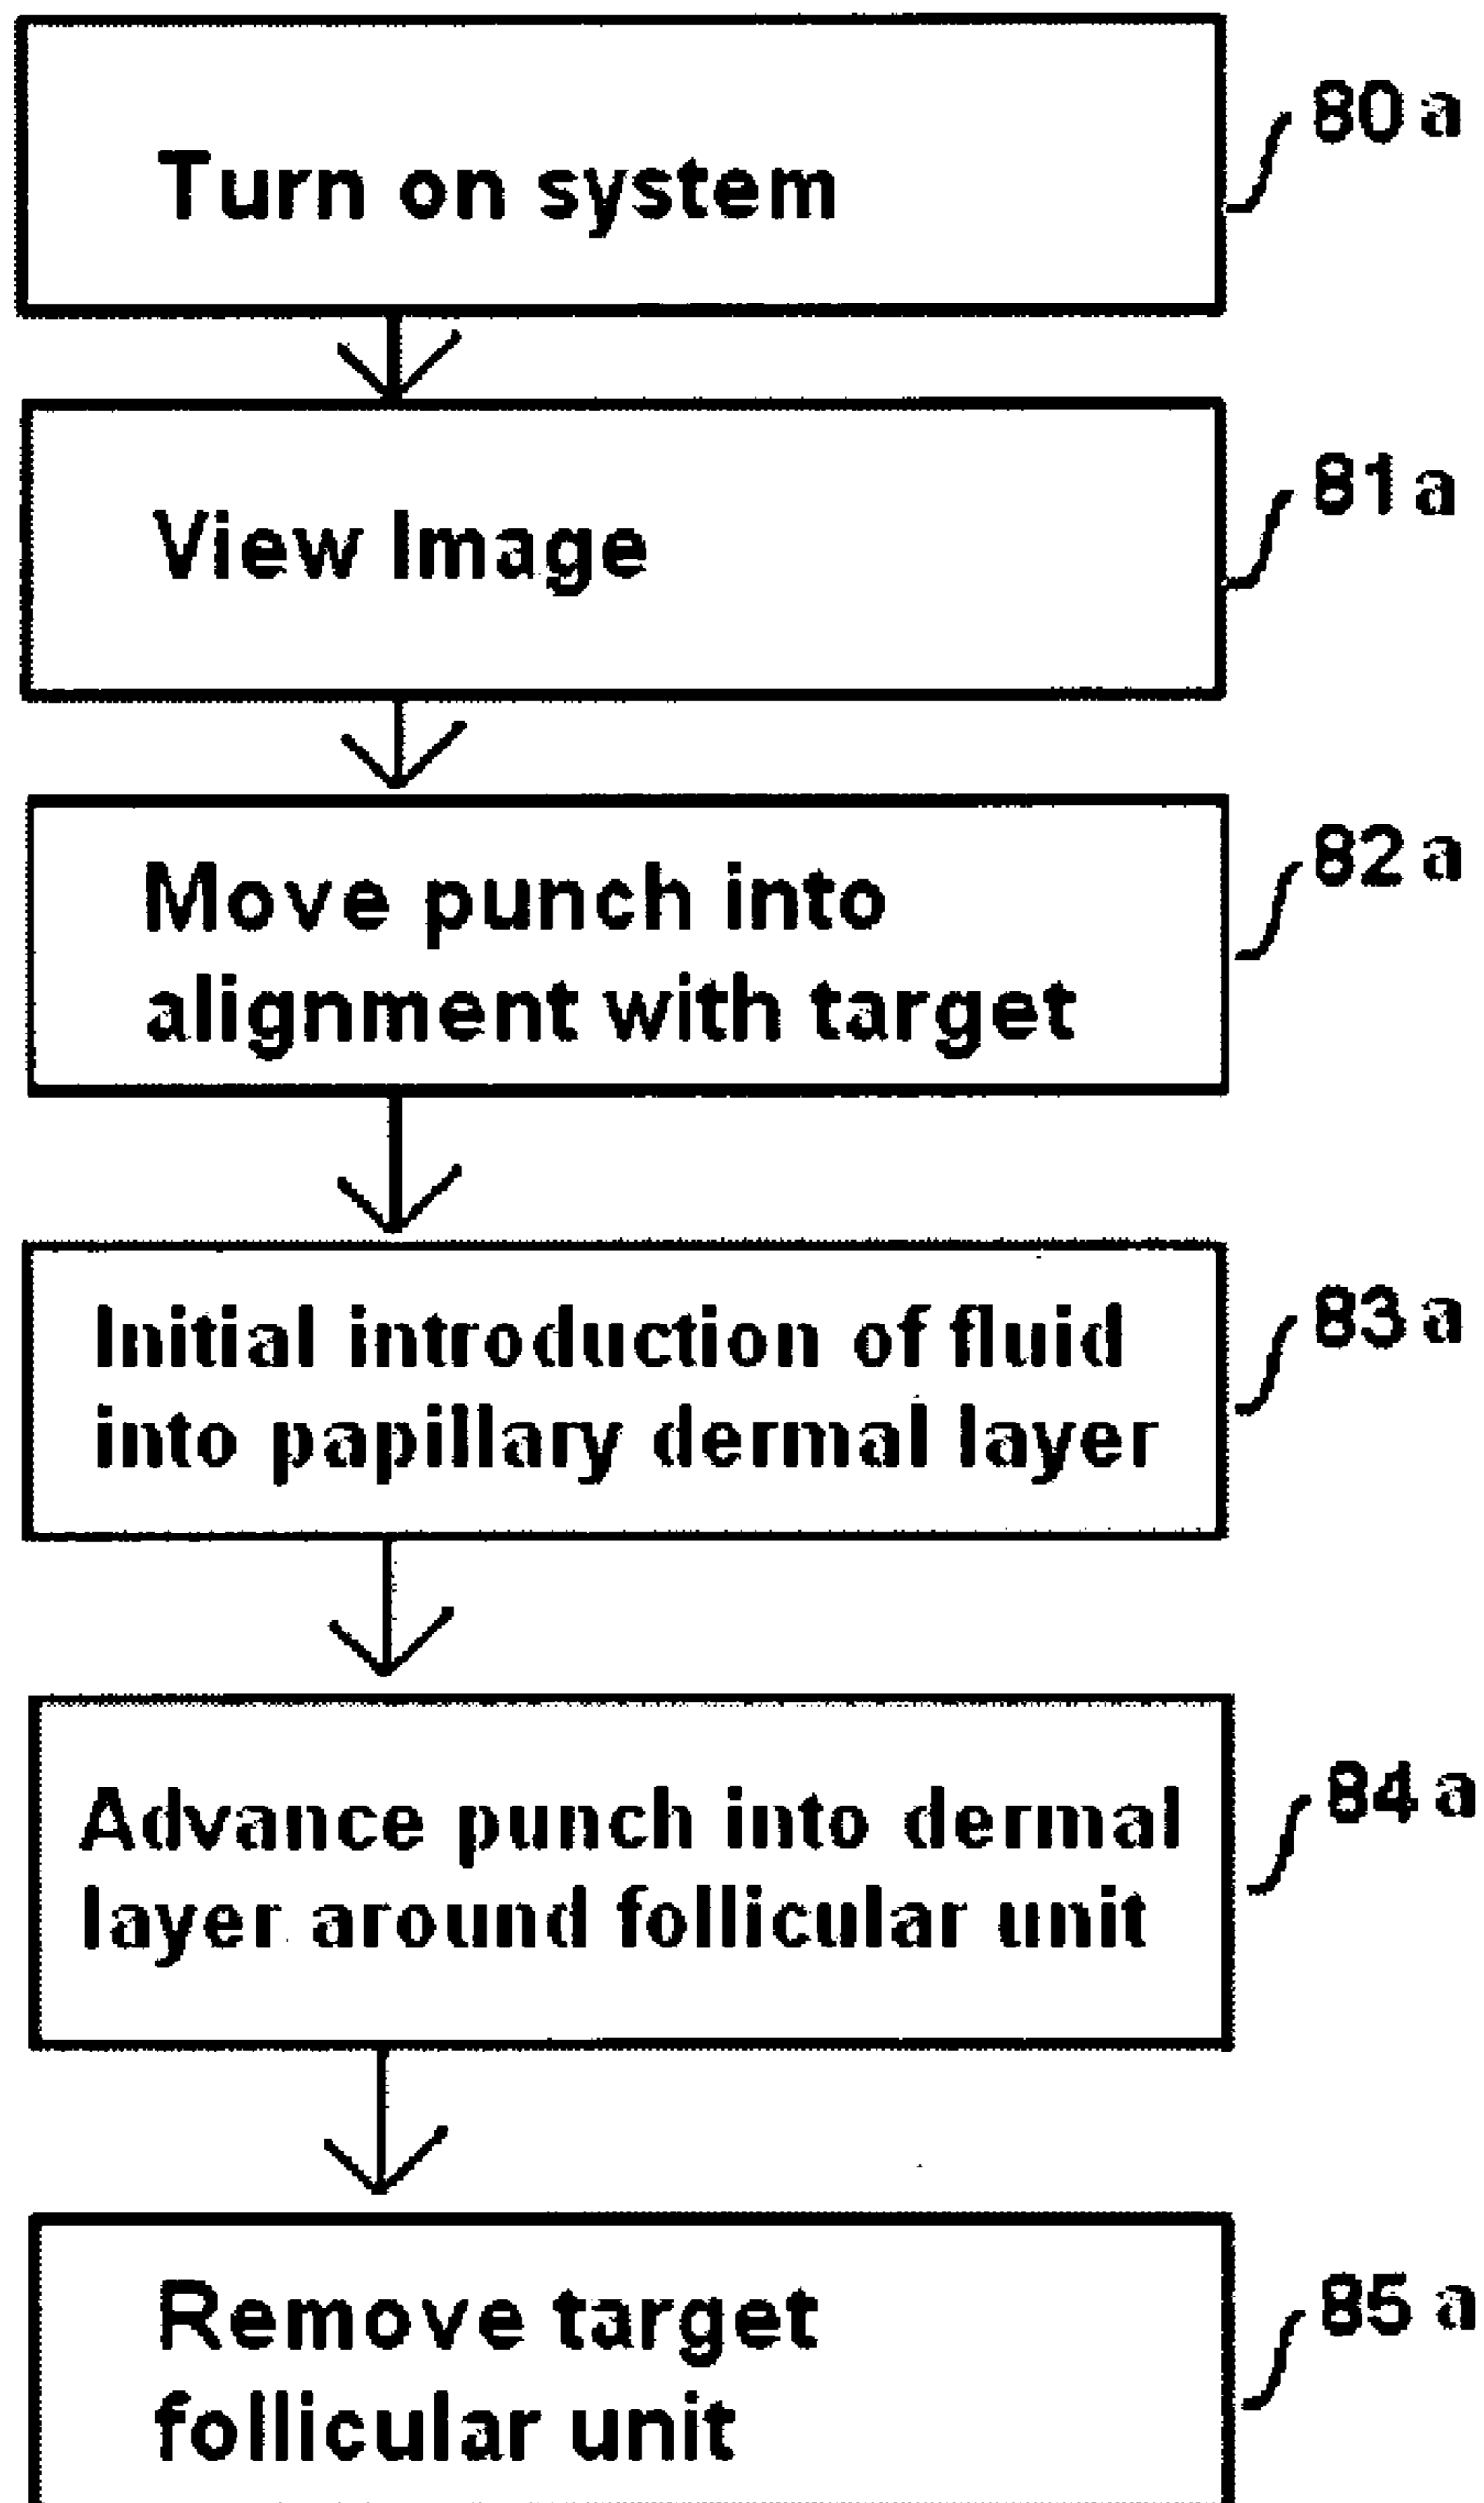 Turn on system
80a
View Image
81a
Move punch into
alignment with target
82a
Initial introduction of fluid
into papillary dermal layer
83a
Advance punch into dermal
layer around follicular unit
84a
Remove target
follicular unit
85a